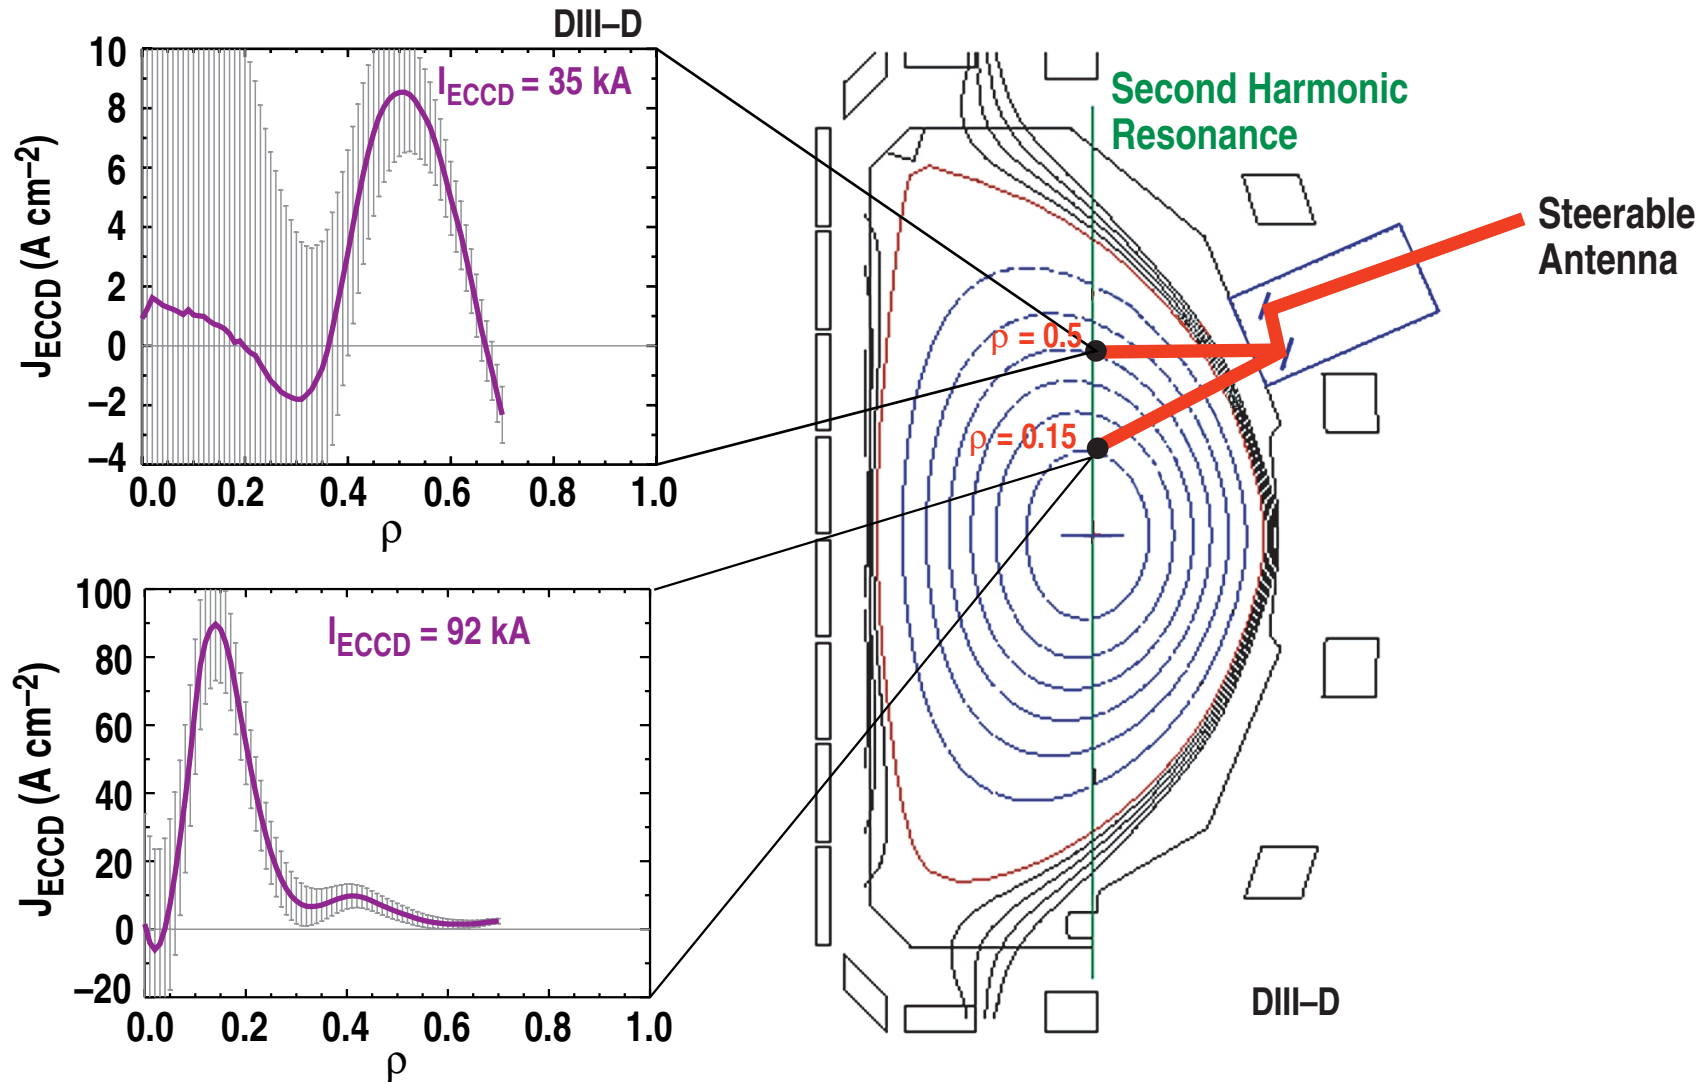 DIII–D
I_ECCD = 35 kA
J_ECCD (A cm⁻²)
10
8
6
4
2
0
–2
–4
0.0 0.2 0.4 0.6 0.8 1.0
ρ
I_ECCD = 92 kA
J_ECCD (A cm⁻²)
100
80
60
40
20
0
–20
0.0 0.2 0.4 0.6 0.8 1.0
ρ
Second Harmonic
Resonance
Steerable
Antenna
ρ = 0.5
ρ = 0.15
DIII–D